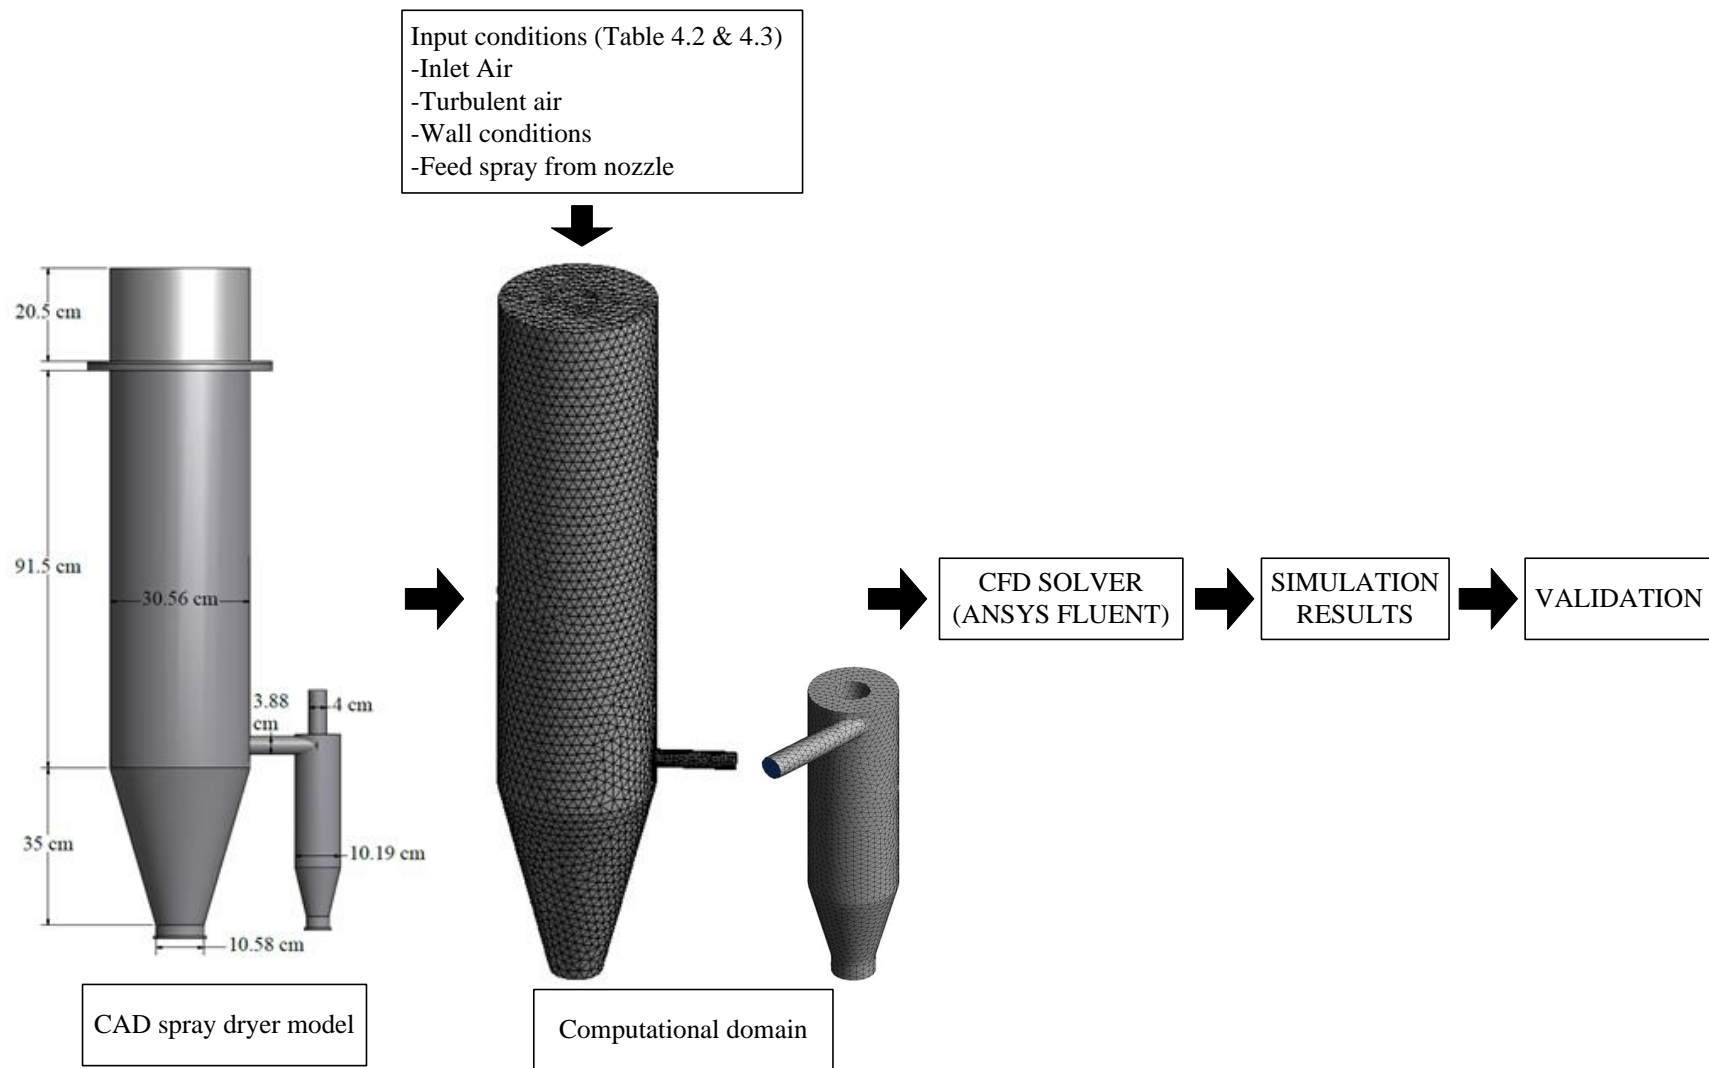 Input conditions (Table 4.2 & 4.3)
-Inlet Air
-Turbulent air
-Wall conditions
-Feed spray from nozzle
20.5 cm
91.5 cm
30.56 cm
3.88
cm
4 cm
35 cm
10.19 cm
10.58 cm
CAD spray dryer model
Computational domain
CFD SOLVER
(ANSYS FLUENT)
SIMULATION
RESULTS
VALIDATION